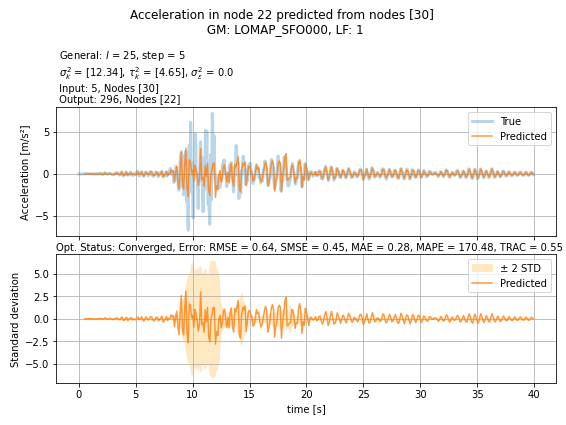 Acceleration in node 22 predicted from nodes [30]
GM: LOMAP_SFO000, LF: 1
General: l = 25, step = 5
σ²ₖ = [12.34], τ²ₖ = [4.65], σ²ε = 0.0
Input: 5, Nodes [30]
Output: 296, Nodes [22]
Acceleration [m/s²]
5
0
−5
True
Predicted
Opt. Status: Converged, Error: RMSE = 0.64, SMSE = 0.45, MAE = 0.28, MAPE = 170.48, TRAC = 0.55
Standard deviation
5.0
2.5
0.0
−2.5
−5.0
± 2 STD
Predicted
0 5 10 15 20 25 30 35 40
time [s]